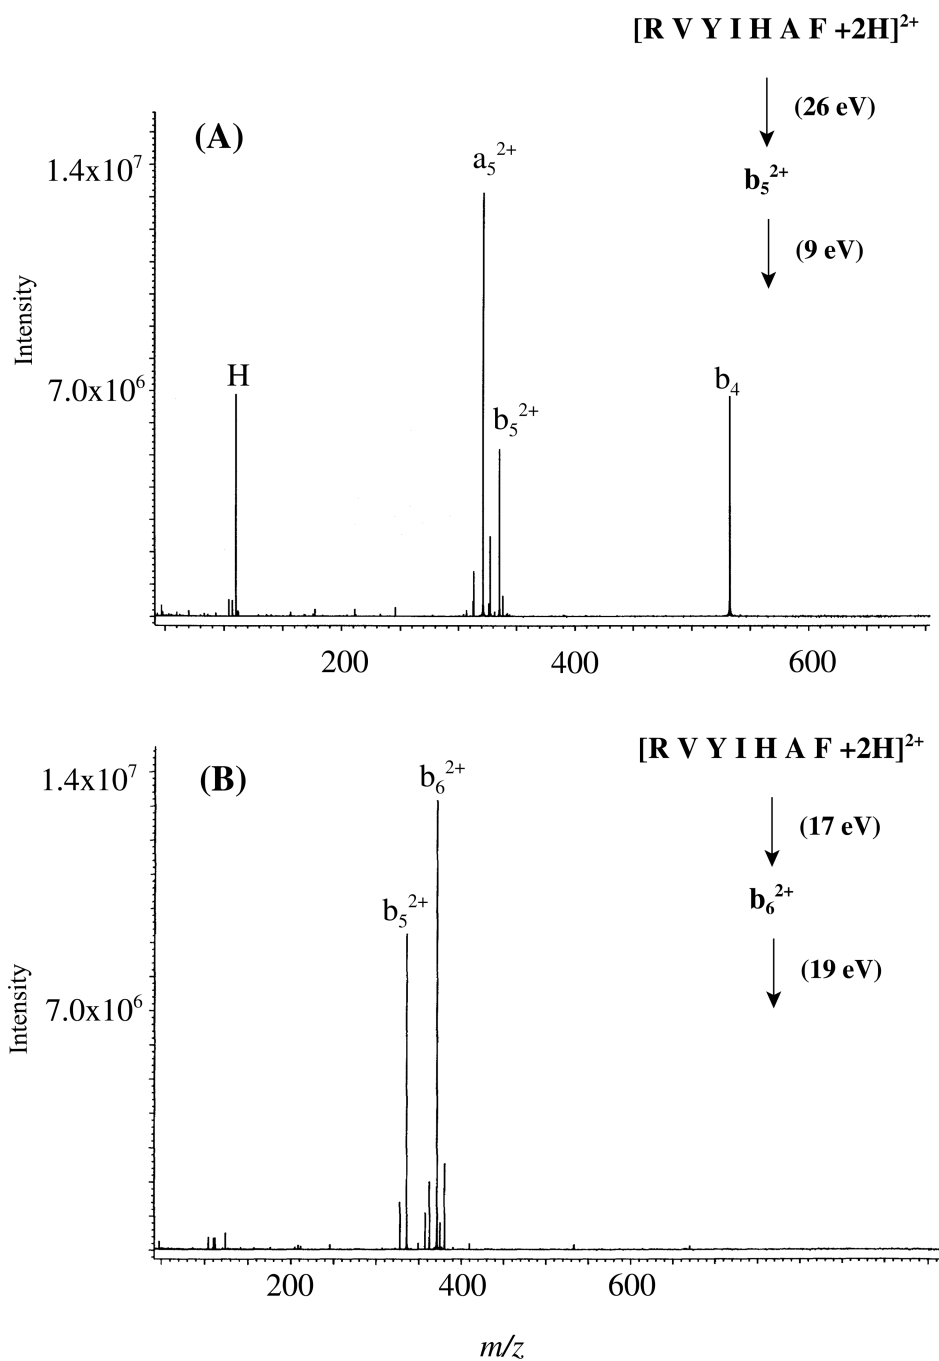 [R V Y I H A F +2H]²⁺
(A)
(26 eV)
a₅²⁺
1.4x10⁷
b₅²⁺
(9 eV)
Intensity
H
b₄
7.0x10⁶
b₅²⁺
200 400 600
[R V Y I H A F +2H]²⁺
(B)
b₆²⁺
1.4x10⁷
(17 eV)
b₅²⁺
b₆²⁺
(19 eV)
Intensity
7.0x10⁶
200 400 600
m/z